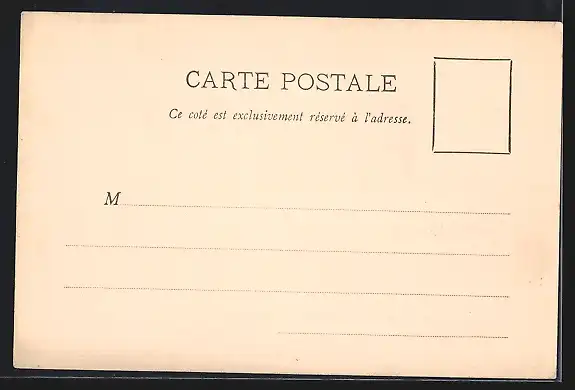 CARTE POSTALE
Ce coté est exclusivement réservé à l'adresse.
M